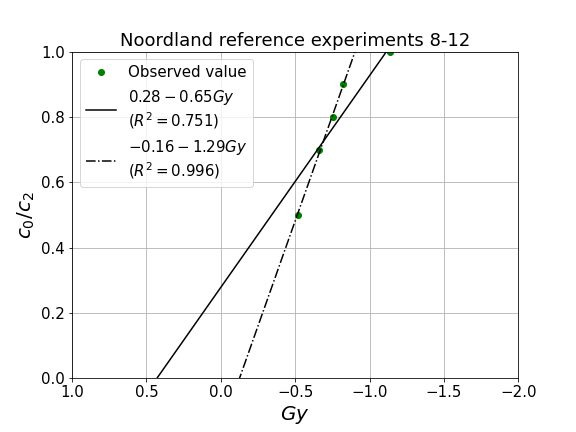 Noordland reference experiments 8-12
Observed value
0.28 − 0.65Gy
(R² = 0.751)
−0.16 − 1.29Gy
(R² = 0.996)
c₀/c₂
1.0
0.8
0.6
0.4
0.2
0.0
1.0 0.5 0.0 −0.5 −1.0 −1.5 −2.0
Gy